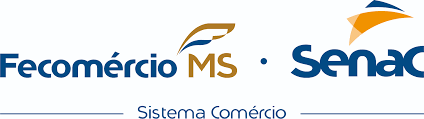 Fecomércio MS · Senac
Sistema Comércio